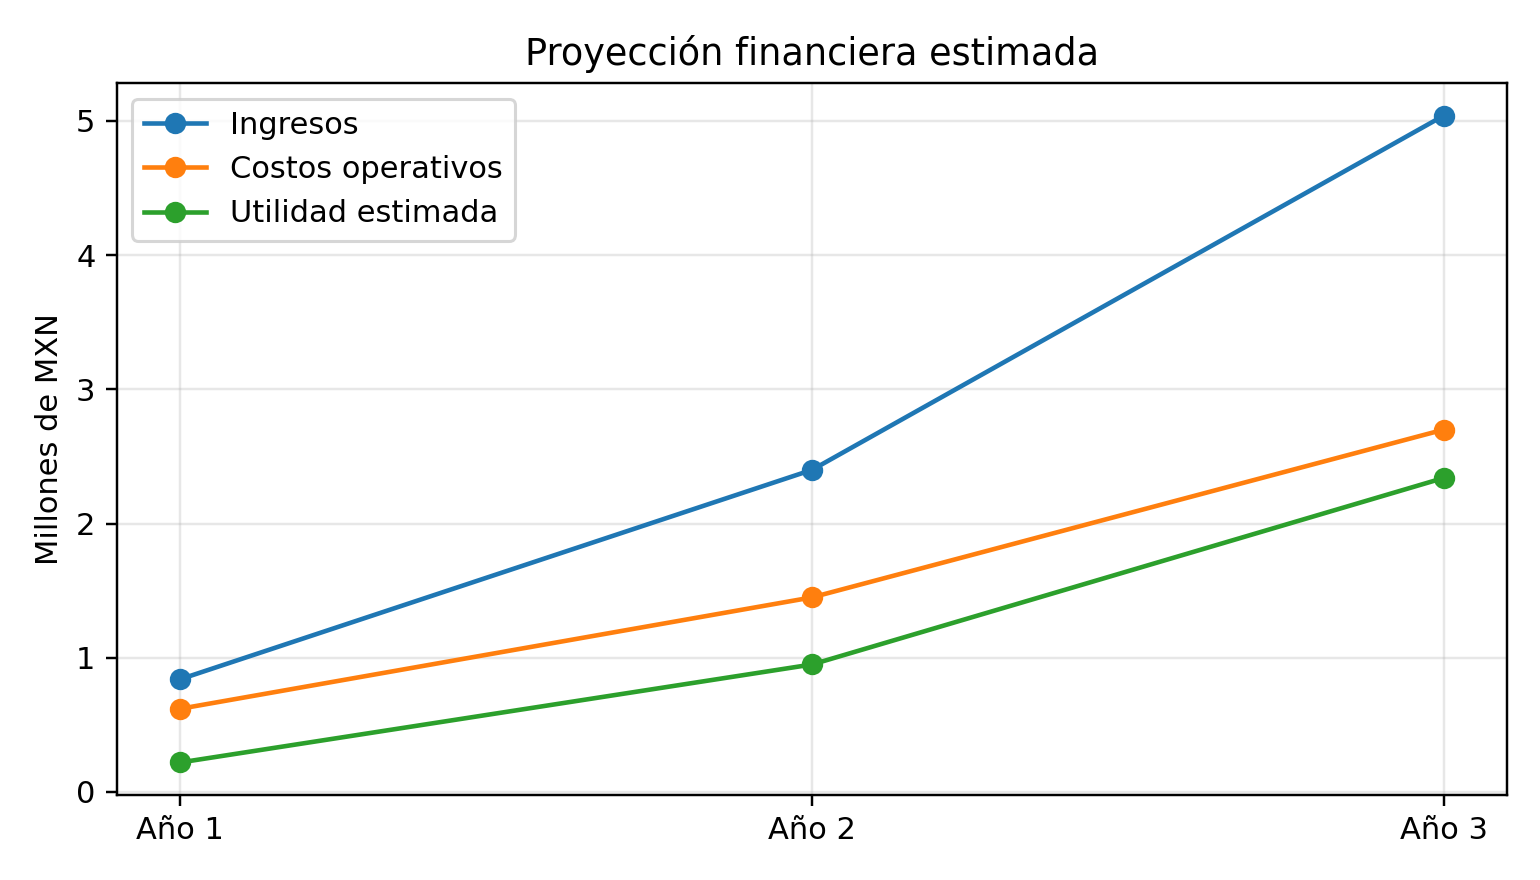 Proyección financiera estimada
Ingresos
Costos operativos
Utilidad estimada
Millones de MXN
5
4
3
2
1
0
Año 1
Año 2
Año 3